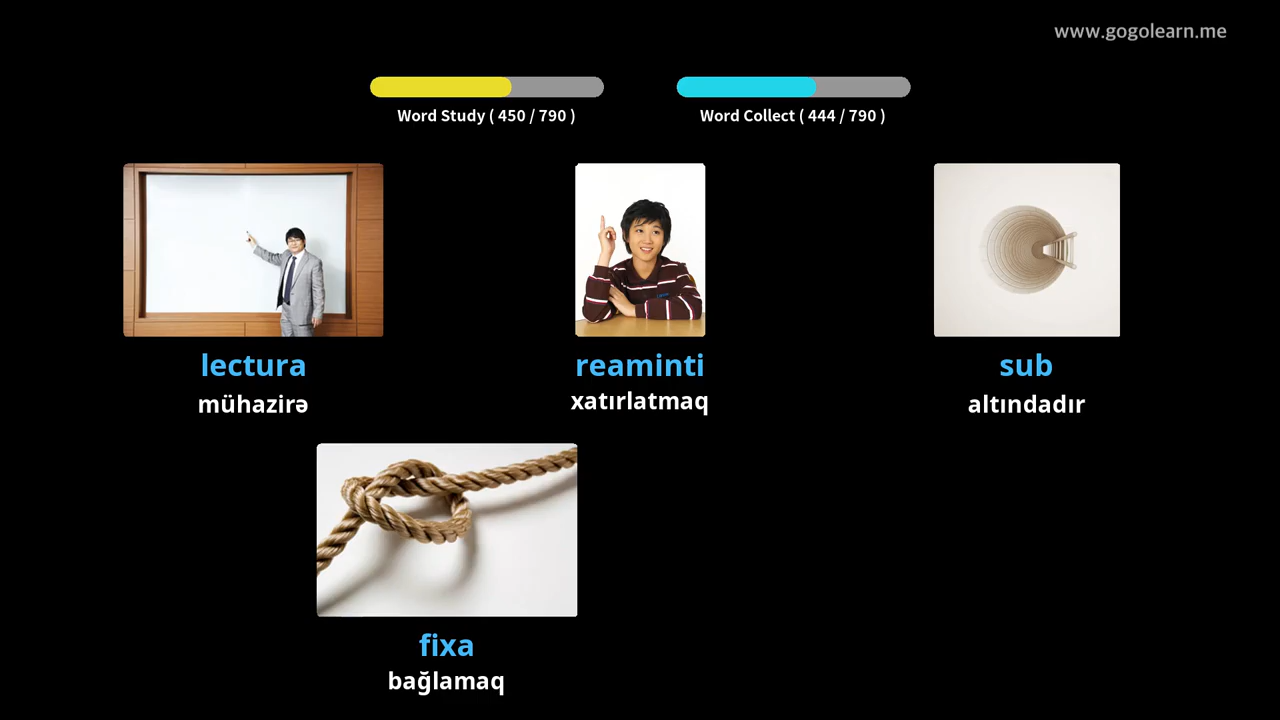 www.gogolearn.me
Word Study ( 450 / 790 )
Word Collect ( 444 / 790 )
lectura
mühazirə
reaminti
xatırlatmaq
sub
altındadır
fixa
bağlamaq